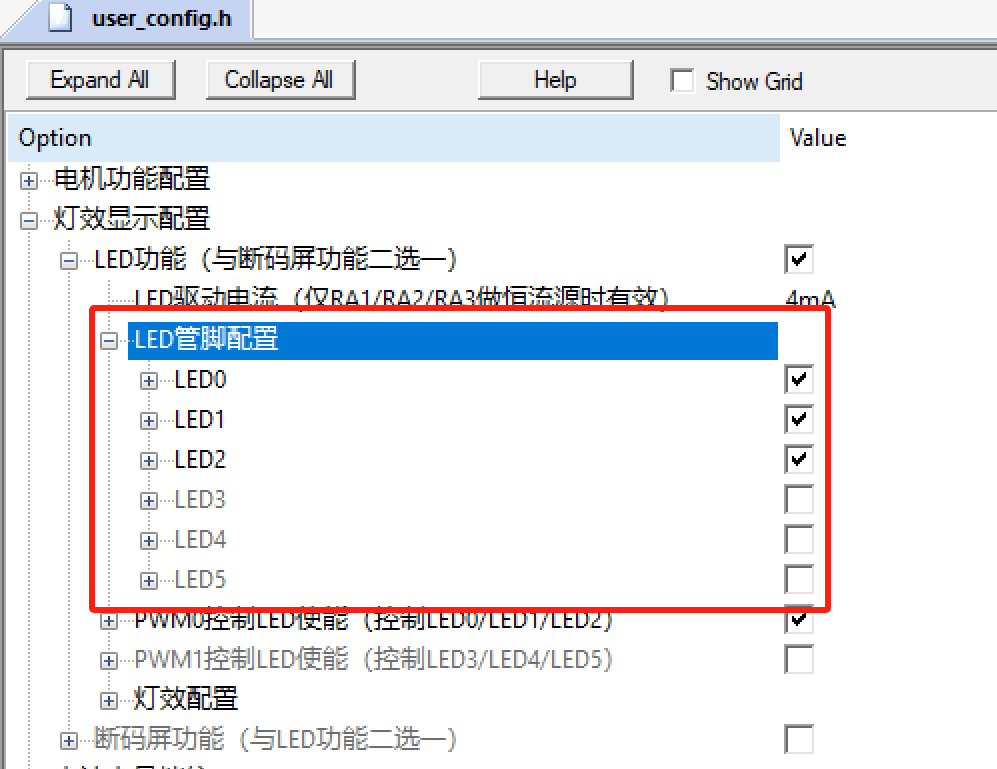 user_config.h
Expand All Collapse All Help Show Grid
Option Value
电机功能配置
灯效显示配置
LED功能（与断码屏功能二选一）
LED驱动电流（仅RA1/RA2/RA3做恒流源时有效） 4mA
LED管脚配置
LED0
LED1
LED2
LED3
LED4
LED5
PWM0控制LED使能（控制LED0/LED1/LED2）
PWM1控制LED使能（控制LED3/LED4/LED5）
灯效配置
断码屏功能（与LED功能二选一）